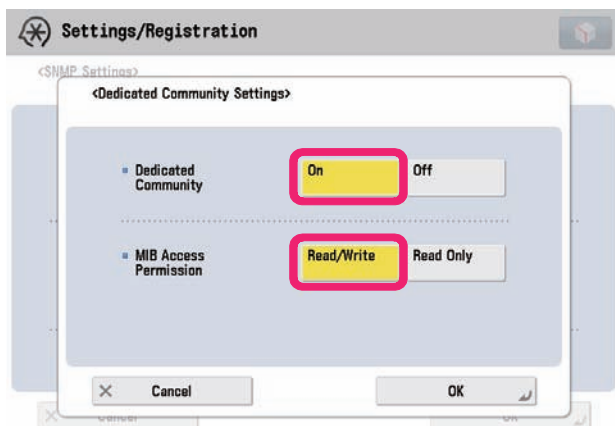 Settings/Registration
<SNMP Settings>
<Dedicated Community Settings>
Dedicated
Community
On
Off
MIB Access
Permission
Read/Write
Read Only
Cancel
OK
Cancel
OK